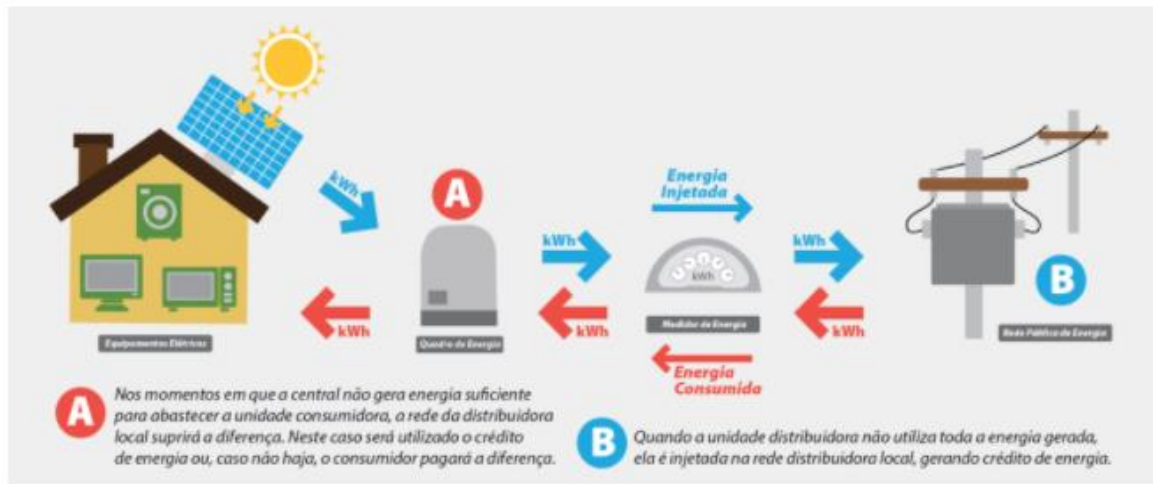 kWh
A
Energia
Injetada
kWh
kWh
kWh
B
kWh
kWh
kWh
Equipamentos Elétricos
Quadro de Energia
Medidor de Energia
Rede Pública de Energia
Energia
Consumida
A
Nos momentos em que a central não gera energia suficiente
para abastecer a unidade consumidora, a rede da distribuidora
local suprirá a diferença. Neste caso será utilizado o crédito
de energia ou, caso não haja, o consumidor pagará a diferença.
B
Quando a unidade distribuidora não utiliza toda a energia gerada,
ela é injetada na rede distribuidora local, gerando crédito de energia.